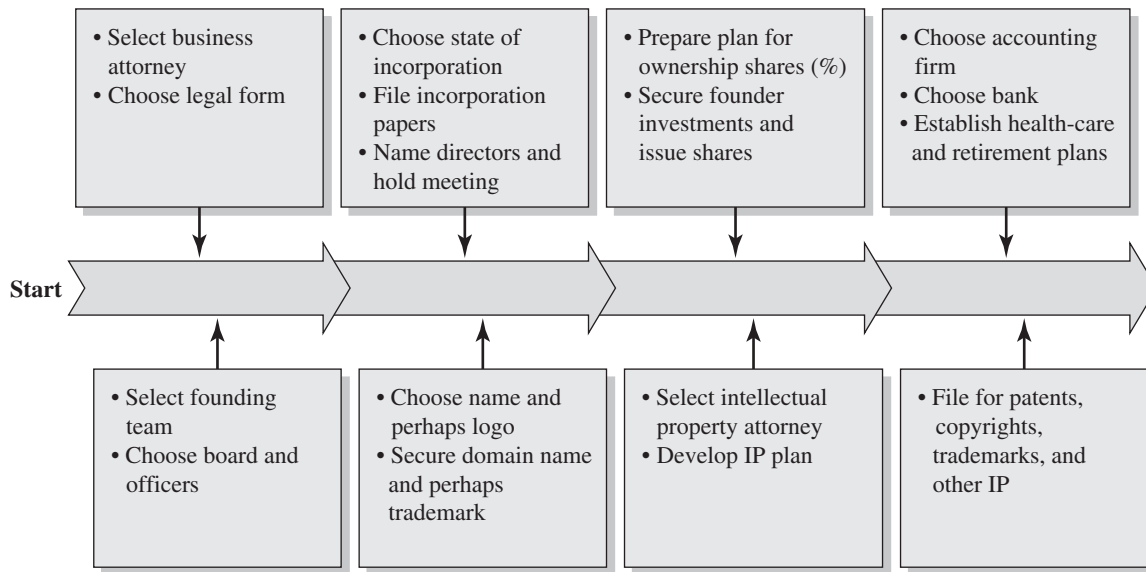 • Select business
attorney
• Choose legal form
• Choose state of
incorporation
• File incorporation
papers
• Name directors and
hold meeting
• Prepare plan for
ownership shares (%)
• Secure founder
investments and
issue shares
• Choose accounting
firm
• Choose bank
• Establish health-care
and retirement plans
Start
• Select founding
team
• Choose board and
officers
• Choose name and
perhaps logo
• Secure domain name
and perhaps
trademark
• Select intellectual
property attorney
• Develop IP plan
• File for patents,
copyrights,
trademarks, and
other IP